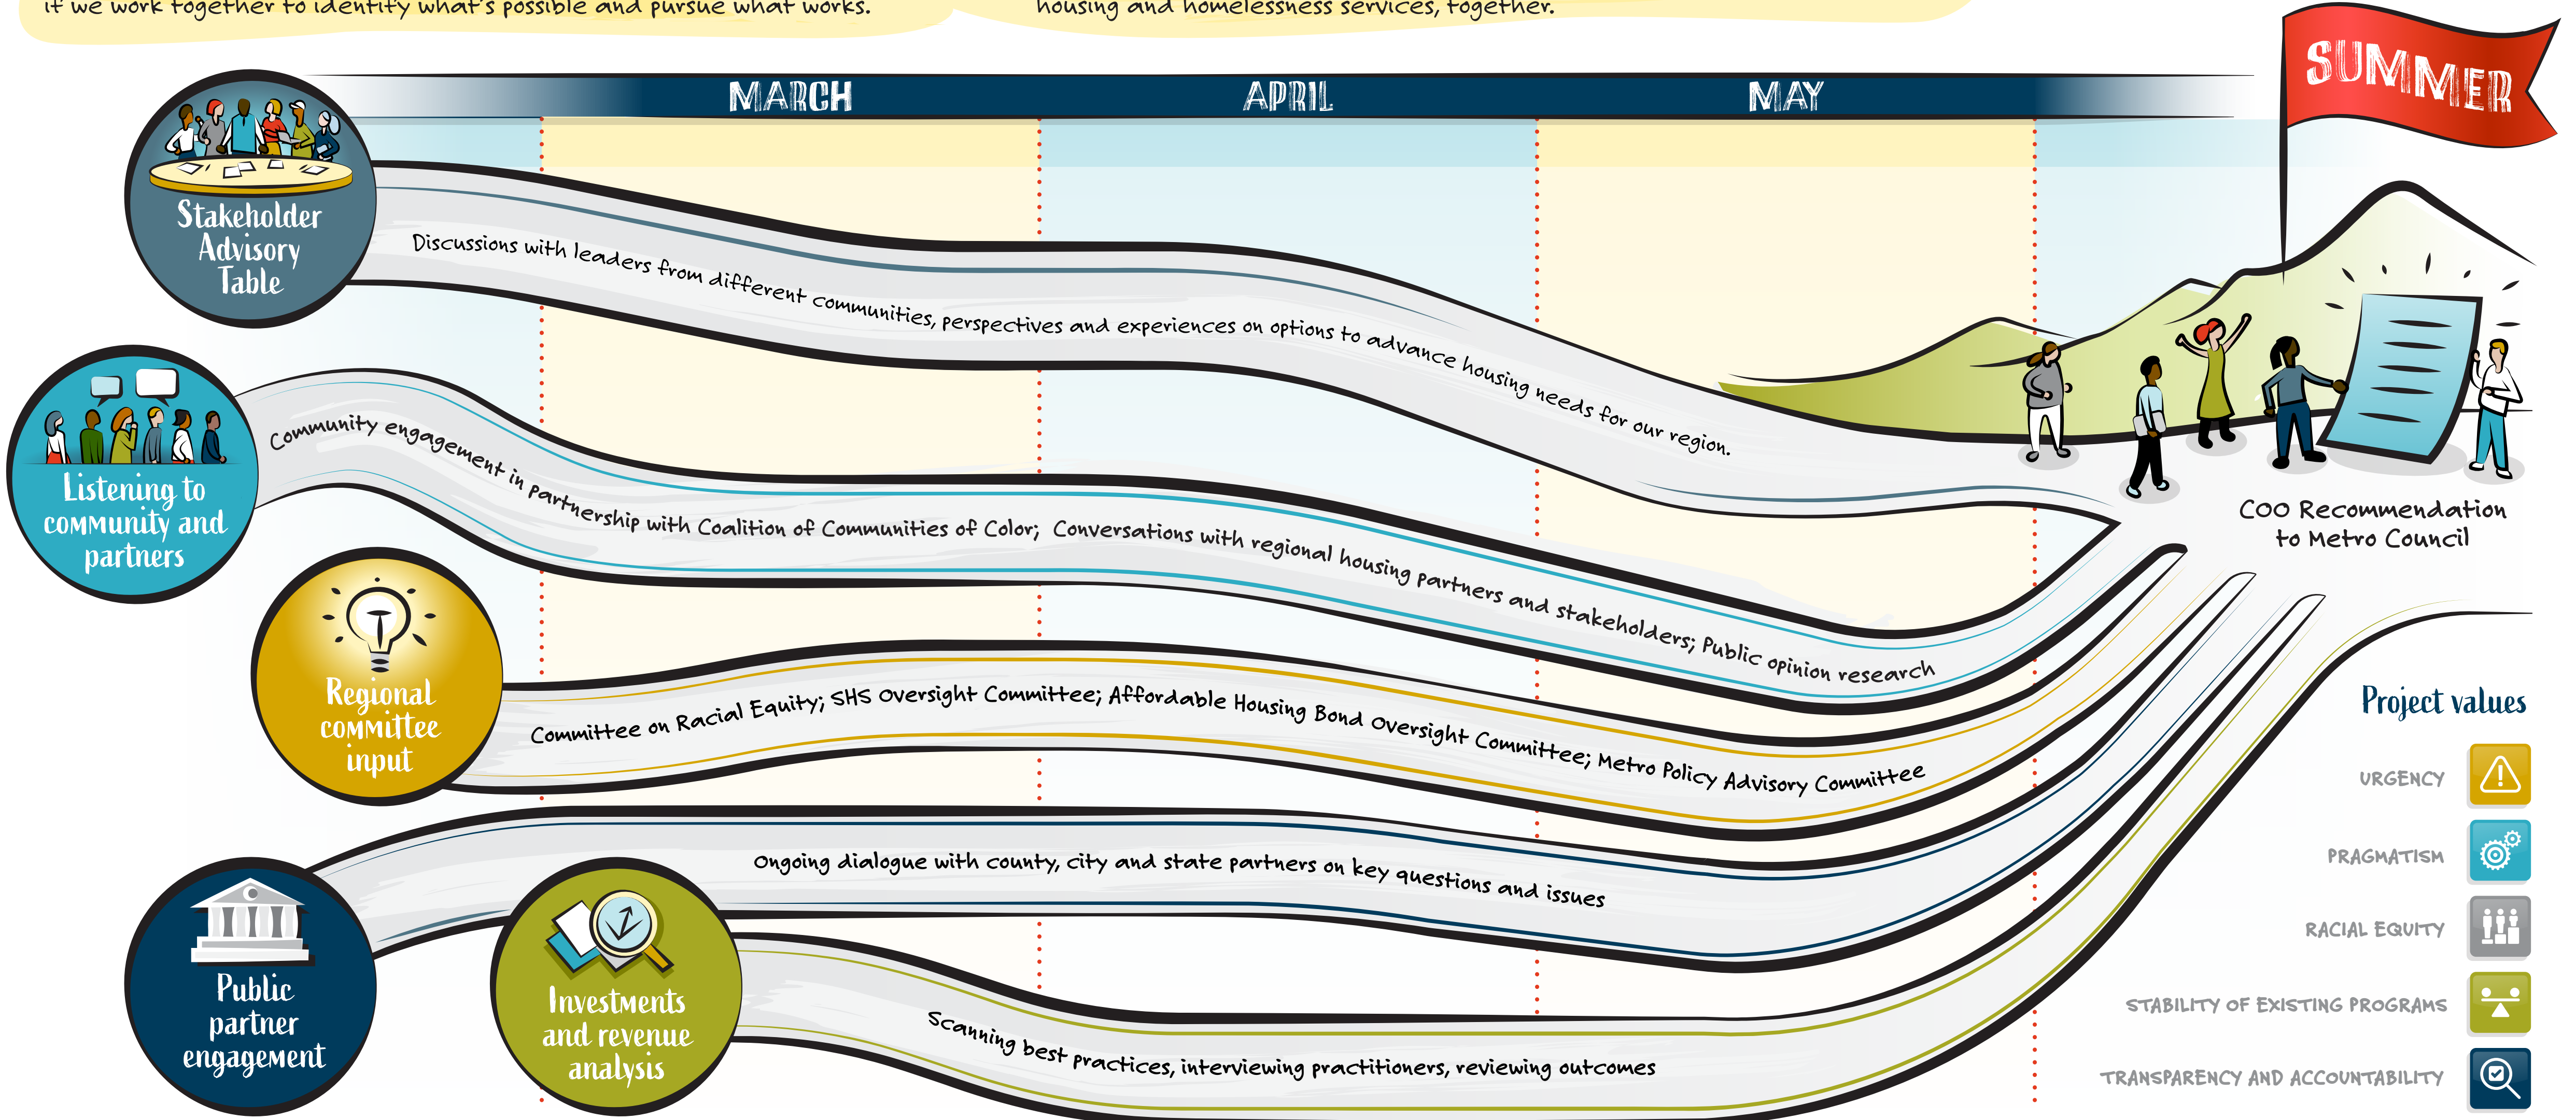 if we work together to identify what's possible and pursue what works.
housing and homelessness services, together.
MARCH
APRIL
MAY
SUMMER
Stakeholder
Advisory
Table
Discussions with leaders from different communities, perspectives and experiences on options to advance housing needs for our region.
Listening to
community and
partners
Community engagement in partnership with Coalition of Communities of Color; Conversations with regional housing partners and stakeholders; Public opinion research
Regional
committee
input
Committee on Racial Equity; SHS Oversight Committee; Affordable Housing Bond Oversight Committee; Metro Policy Advisory Committee
Public
partner
engagement
Ongoing dialogue with county, city and state partners on key questions and issues
Investments
and revenue
analysis
Scanning best practices, interviewing practitioners, reviewing outcomes
COO Recommendation
to Metro Council
Project values
URGENCY
PRAGMATISM
RACIAL EQUITY
STABILITY OF EXISTING PROGRAMS
TRANSPARENCY AND ACCOUNTABILITY